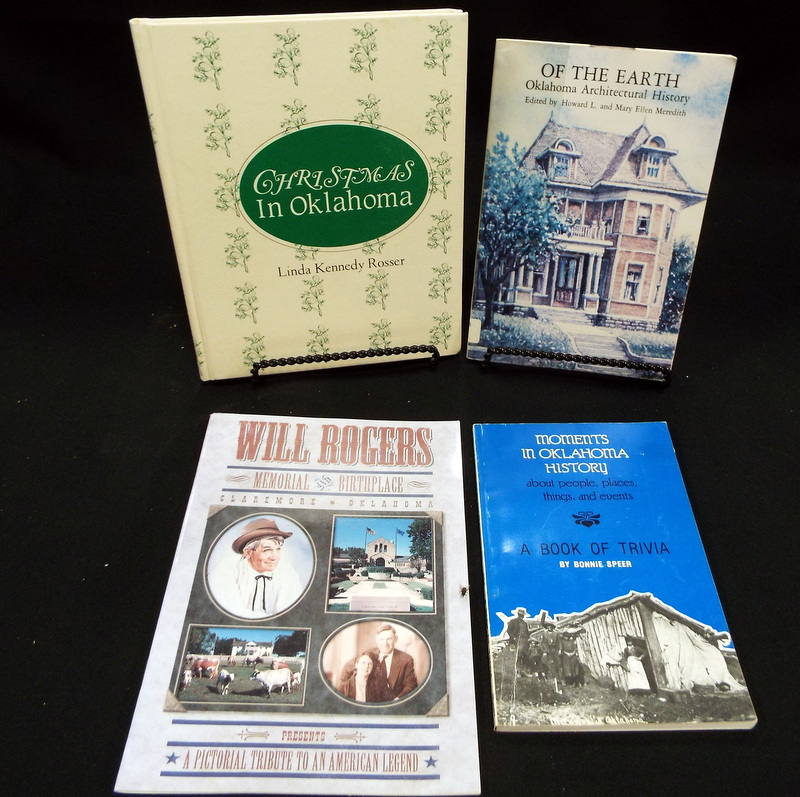 CHRISTMAS
In Oklahoma
Linda Kennedy Rosser
OF THE EARTH
Oklahoma Architectural History
Edited by Howard L. and Mary Ellen Meredith
WILL ROGERS
MEMORIAL AND BIRTHPLACE
CLAREMORE OKLAHOMA
PRESENTS
A PICTORIAL TRIBUTE TO AN AMERICAN LEGEND
MOMENTS
IN OKLAHOMA
HISTORY
about people, places,
things, and events
A BOOK OF TRIVIA
BY BONNIE SPEER